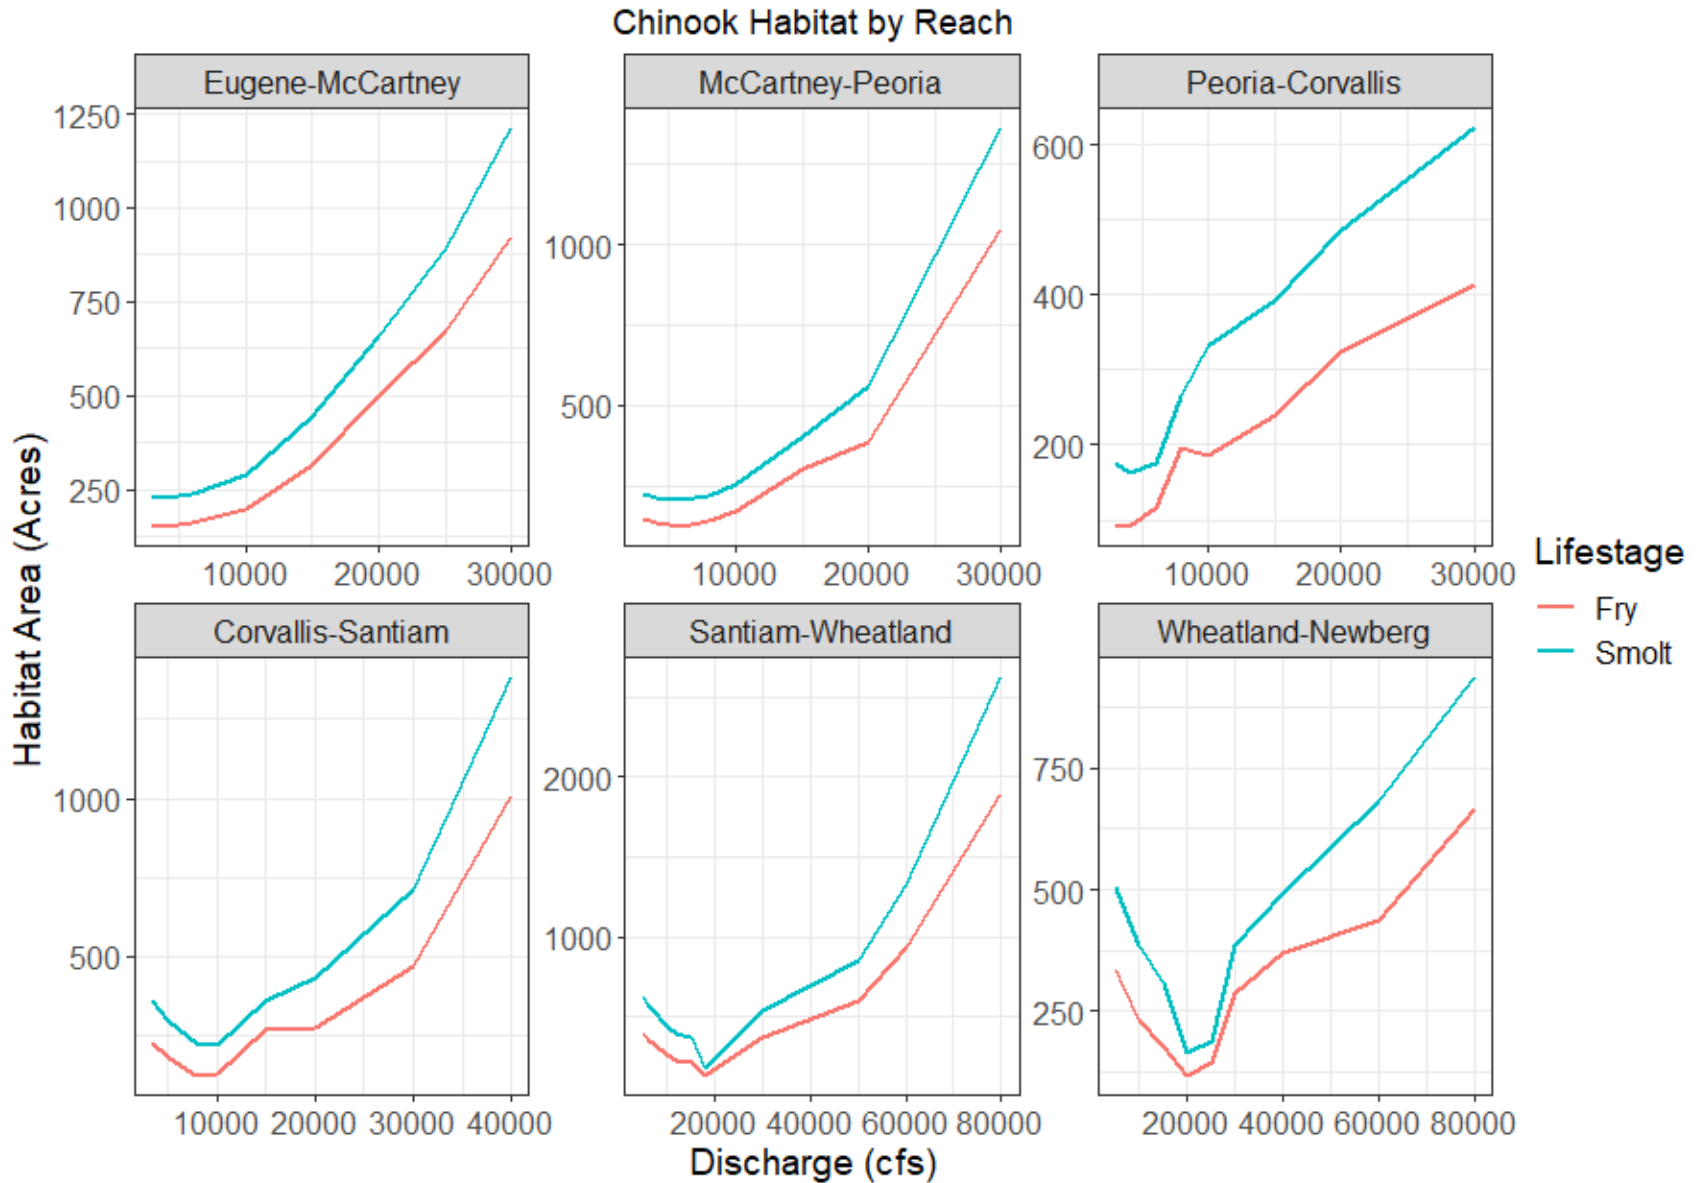 Chinook Habitat by Reach
Eugene-McCartney
McCartney-Peoria
Peoria-Corvallis
1250
1000
750
500
250
1000
500
600
400
200
10000 20000 30000
10000 20000 30000
10000 20000 30000
Habitat Area (Acres)
Lifestage
Fry
Smolt
Corvallis-Santiam
Santiam-Wheatland
Wheatland-Newberg
1000
500
2000
1000
750
500
250
10000 20000 30000 40000
20000 40000 60000 80000
20000 40000 60000 80000
Discharge (cfs)